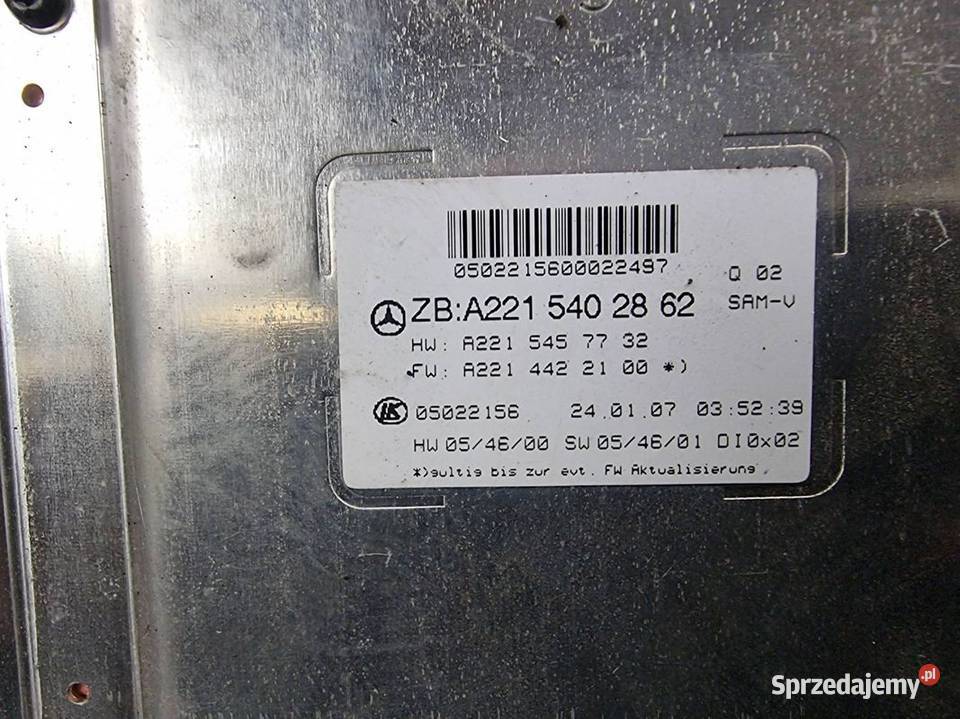 0502215600022497
Q 02
ZB:A221 540 28 62
SAM-V
HW: A221 545 77 32
FW: A221 442 21 00 *)
05022156 24.01.07 03:52:39
HW 05/46/00 SW 05/46/01 DI0x02
*)gultig bis zur evt. FW Aktualisierung
Sprzedajemy.pl